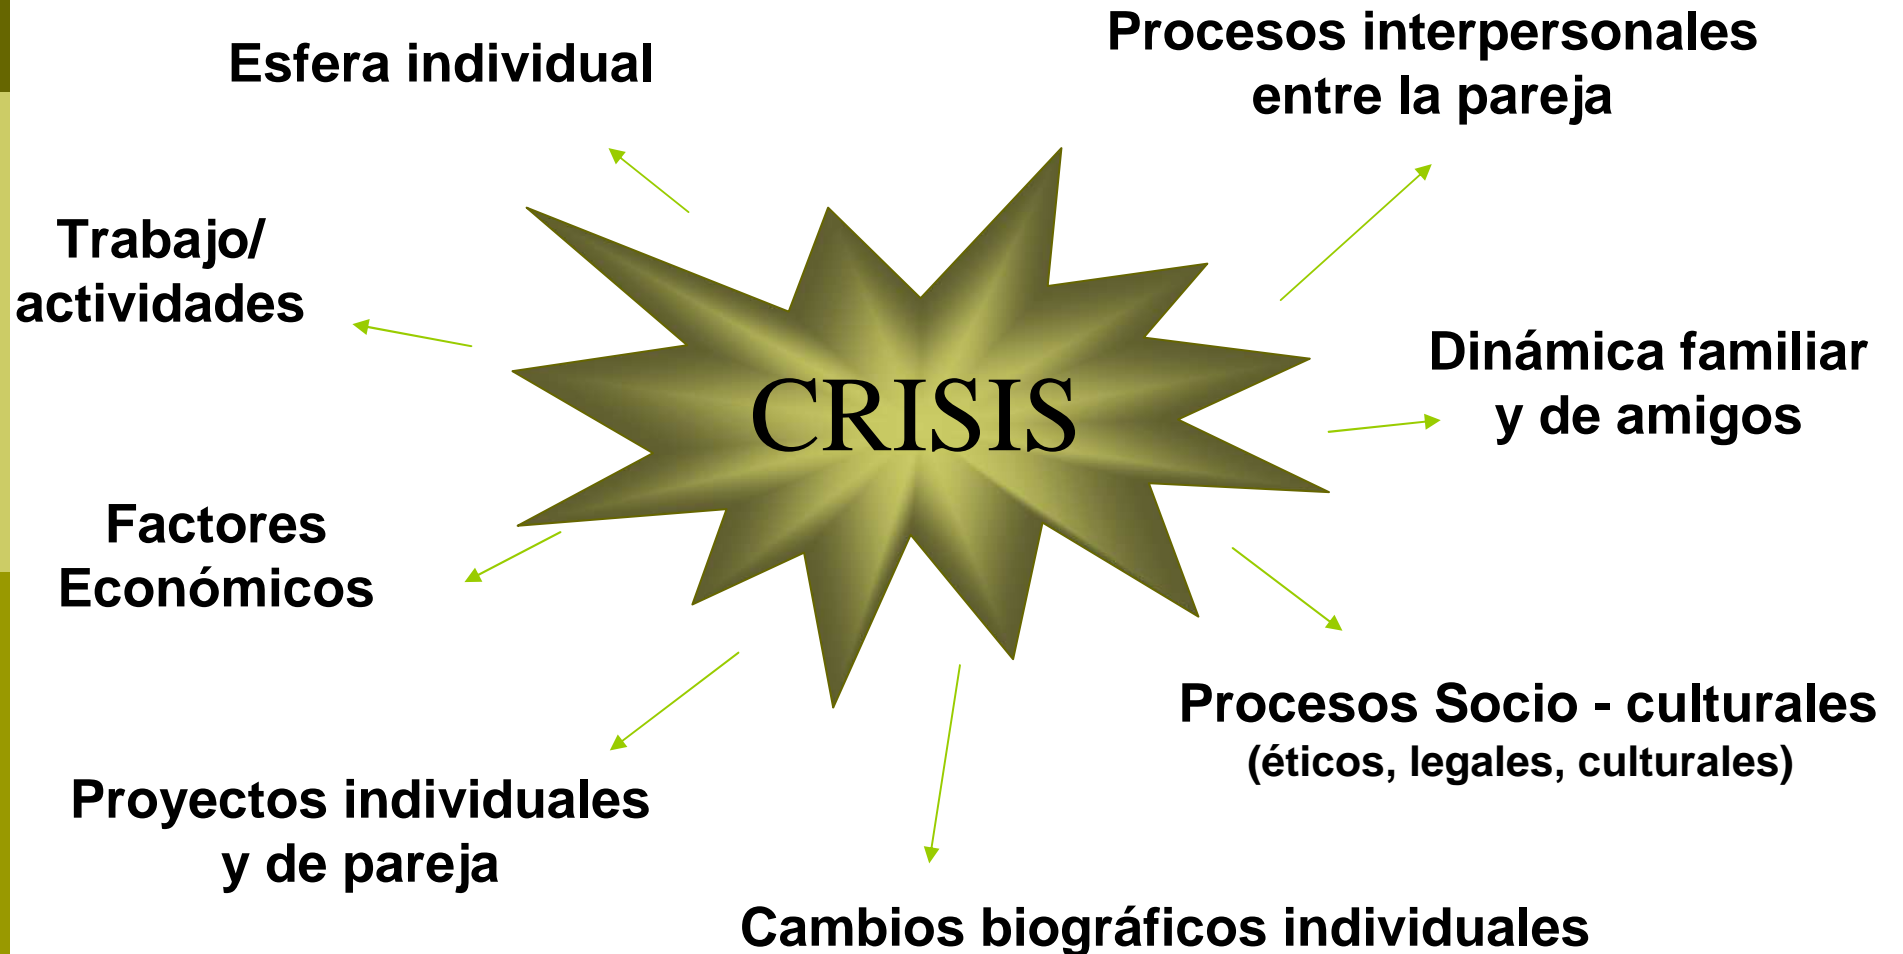 Esfera individual
Procesos interpersonales
entre la pareja
Trabajo/
actividades
Dinámica familiar
y de amigos
CRISIS
Factores
Económicos
Procesos Socio - culturales
(éticos, legales, culturales)
Proyectos individuales
y de pareja
Cambios biográficos individuales